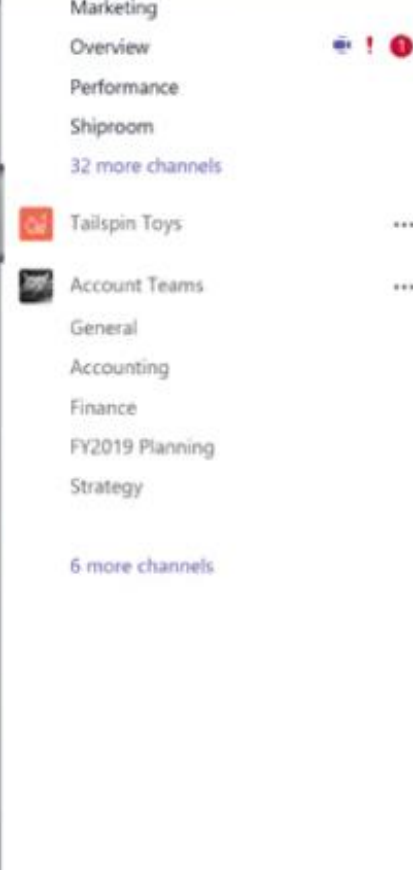 Marketing
Overview ! 1
Performance
Shiproom
32 more channels
Tailspin Toys ...
Account Teams ...
General
Accounting
Finance
FY2019 Planning
Strategy
6 more channels